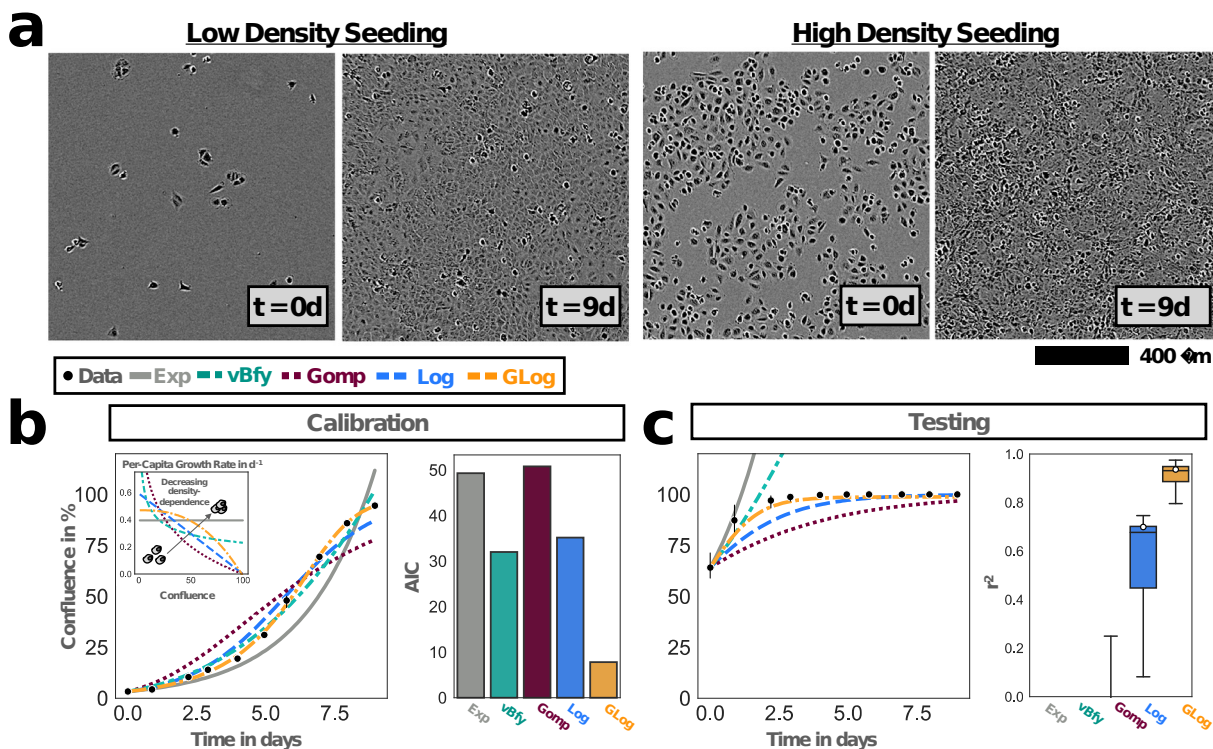 a
Low Density Seeding
High Density Seeding
t = 0d
t = 9d
t = 0d
t = 9d
400 �m
Data Exp vBfy Gomp Log GLog
b
Calibration
Per-Capita Growth Rate in d⁻¹
Decreasing
density-
dependence
0.6
0.4
0.2
0.0
0
50
100
Confluence
Confluence in %
100
75
50
25
0
0.0
2.5
5.0
7.5
Time in days
AIC
50
40
30
20
10
0
Exp
vBfy
Gomp
Log
GLog
c
Testing
100
75
50
25
0
0.0
2.5
5.0
7.5
Time in days
r²
1.0
0.8
0.6
0.4
0.2
0.0
Exp
vBfy
Gomp
Log
GLog